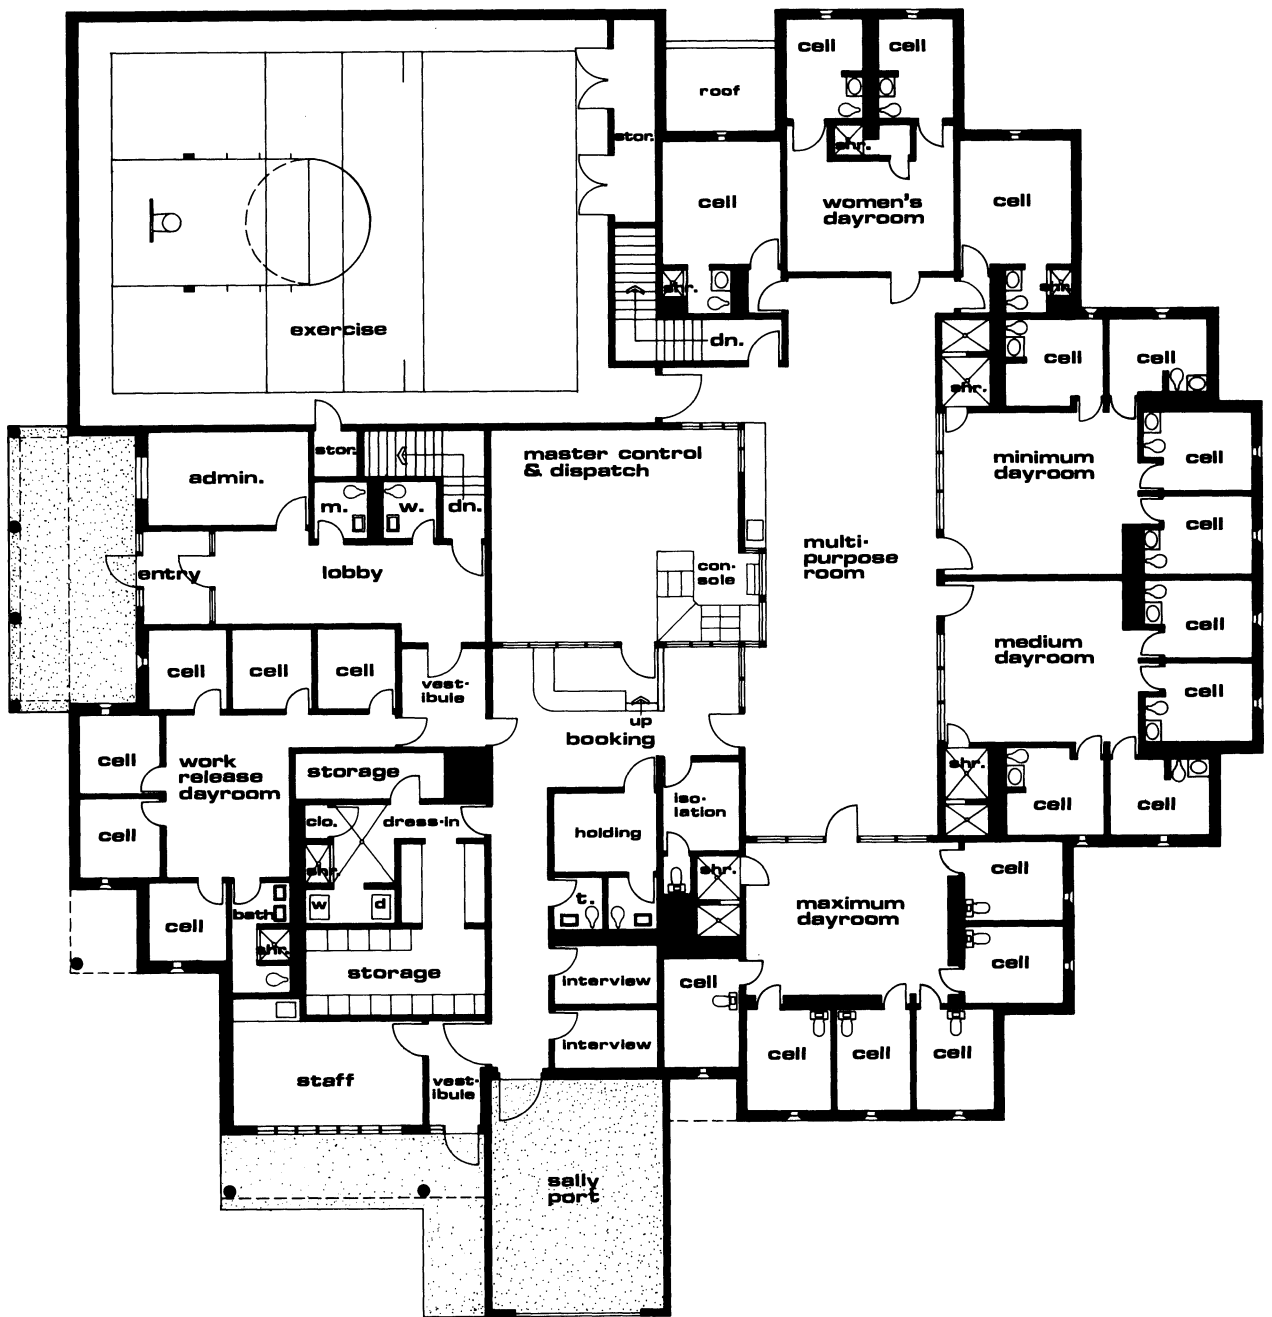 cell
cell
roof
stor.
shr.
cell
women's
dayroom
cell
shr.
shr.
exercise
dn.
cell
cell
shr.
stor.
admin.
master control
& dispatch
minimum
dayroom
cell
m.
w.
dn.
cell
entry
lobby
con-
sole
multi-
purpose
room
cell
medium
dayroom
cell
cell
cell
vest-
ibule
cell
up
booking
cell
work
release
dayroom
storage
shr.
iso-
lation
cell
cell
cell
clo.
dress-in
holding
shr.
shr.
cell
w
d
t.
maximum
dayroom
cell
bath
shr.
storage
interview
cell
cell
interview
cell
cell
cell
staff
vest-
ibule
sally
port